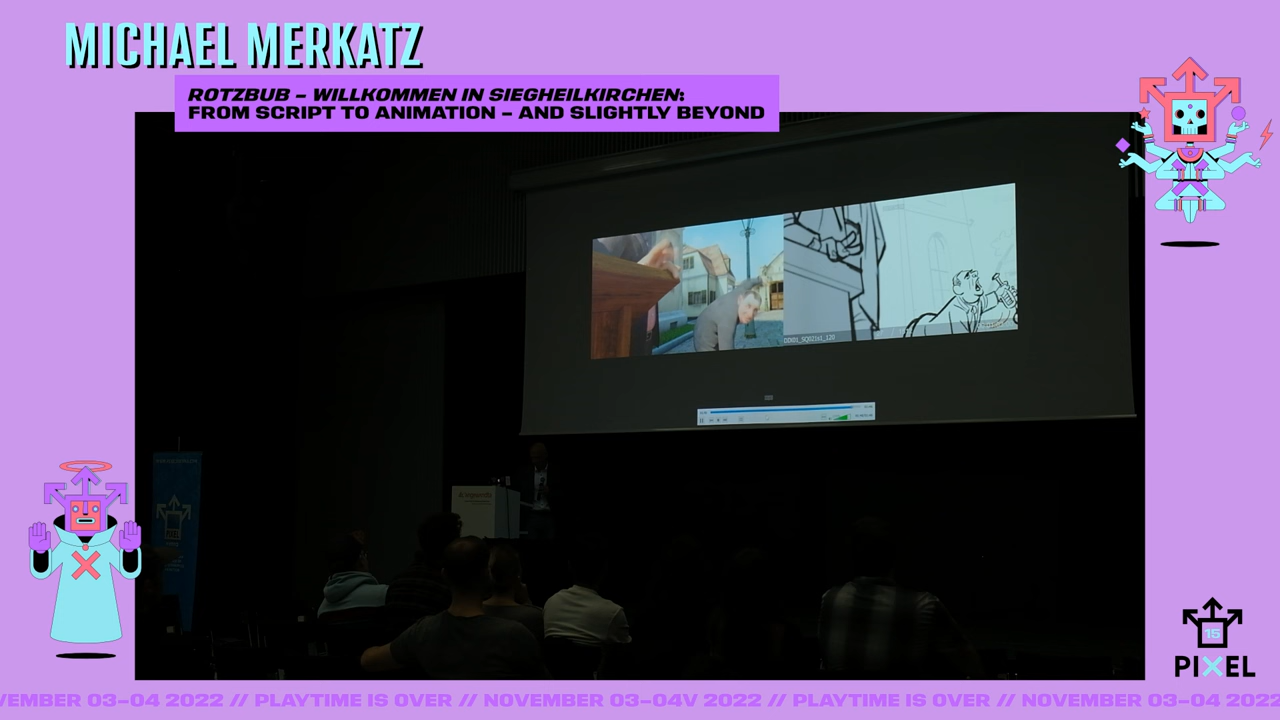 MICHAEL MERKATZ
ROTZBUB – WILLKOMMEN IN SIEGHEILKIRCHEN:
FROM SCRIPT TO ANIMATION – AND SLIGHTLY BEYOND
PIXEL
15
PIXEL
VEMBER 03–04 2022 // PLAYTIME IS OVER // NOVEMBER 03–04V 2022 // PLAYTIME IS OVER // NOVEMBER 03–04 2022